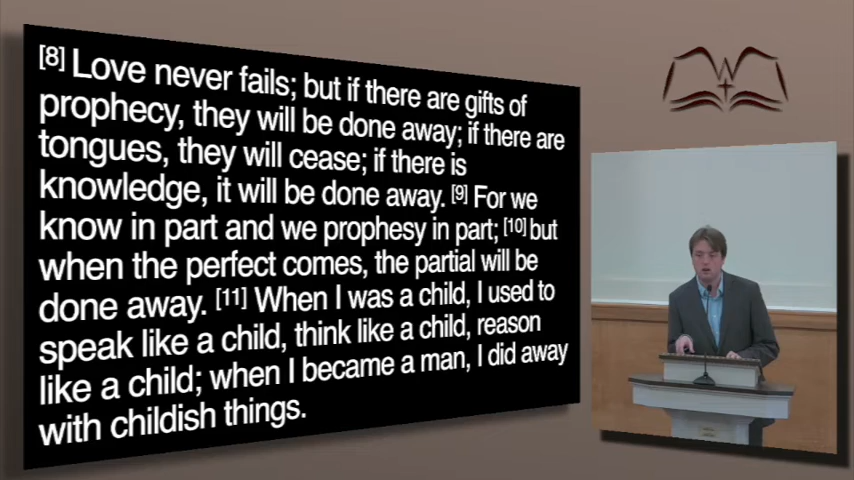 [8] Love never fails; but if there are gifts of
prophecy, they will be done away; if there are
tongues, they will cease; if there is
knowledge, it will be done away. [9] For we
know in part and we prophesy in part; [10] but
when the perfect comes, the partial will be
done away. [11] When I was a child, I used to
speak like a child, think like a child, reason
like a child; when I became a man, I did away
with childish things.